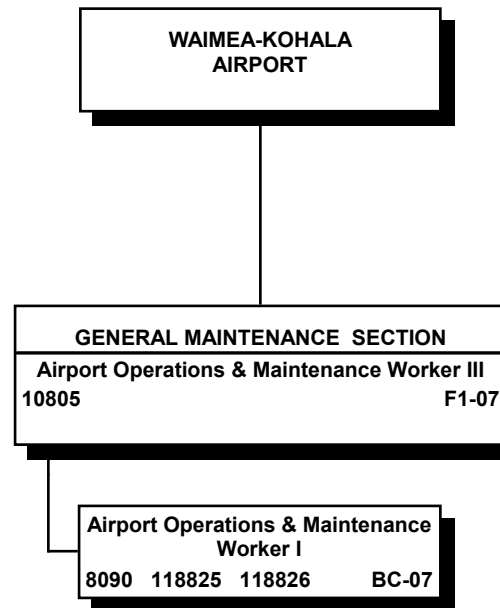 WAIMEA-KOHALA
AIRPORT
GENERAL MAINTENANCE SECTION
Airport Operations & Maintenance Worker III
10805 F1-07
Airport Operations & Maintenance
Worker I
8090 118825 118826 BC-07